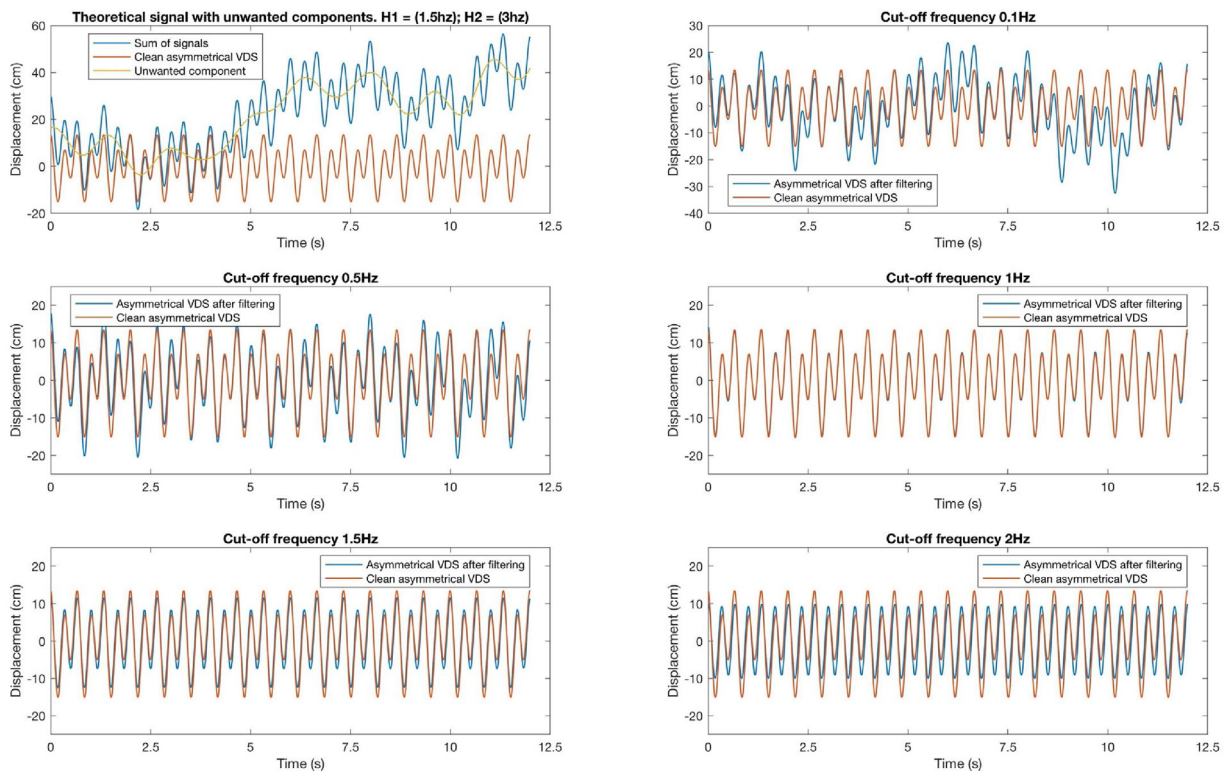 Theoretical signal with unwanted components. H1 = (1.5hz); H2 = (3hz)
60
40
20
0
-20
Displacement (cm)
Sum of signals
Clean asymmetrical VDS
Unwanted component
0
2.5
5
7.5
10
12.5
Time (s)
Cut-off frequency 0.1Hz
30
20
10
0
-10
-20
-30
-40
Displacement (cm)
Asymmetrical VDS after filtering
Clean asymmetrical VDS
0
2.5
5
7.5
10
12.5
Time (s)
Cut-off frequency 0.5Hz
20
10
0
-10
-20
Displacement (cm)
Asymmetrical VDS after filtering
Clean asymmetrical VDS
0
2.5
5
7.5
10
12.5
Time (s)
Cut-off frequency 1Hz
20
10
0
-10
-20
Displacement (cm)
Asymmetrical VDS after filtering
Clean asymmetrical VDS
0
2.5
5
7.5
10
12.5
Time (s)
Cut-off frequency 1.5Hz
20
10
0
-10
-20
Displacement (cm)
Asymmetrical VDS after filtering
Clean asymmetrical VDS
0
2.5
5
7.5
10
12.5
Time (s)
Cut-off frequency 2Hz
20
10
0
-10
-20
Displacement (cm)
Asymmetrical VDS after filtering
Clean asymmetrical VDS
0
2.5
5
7.5
10
12.5
Time (s)